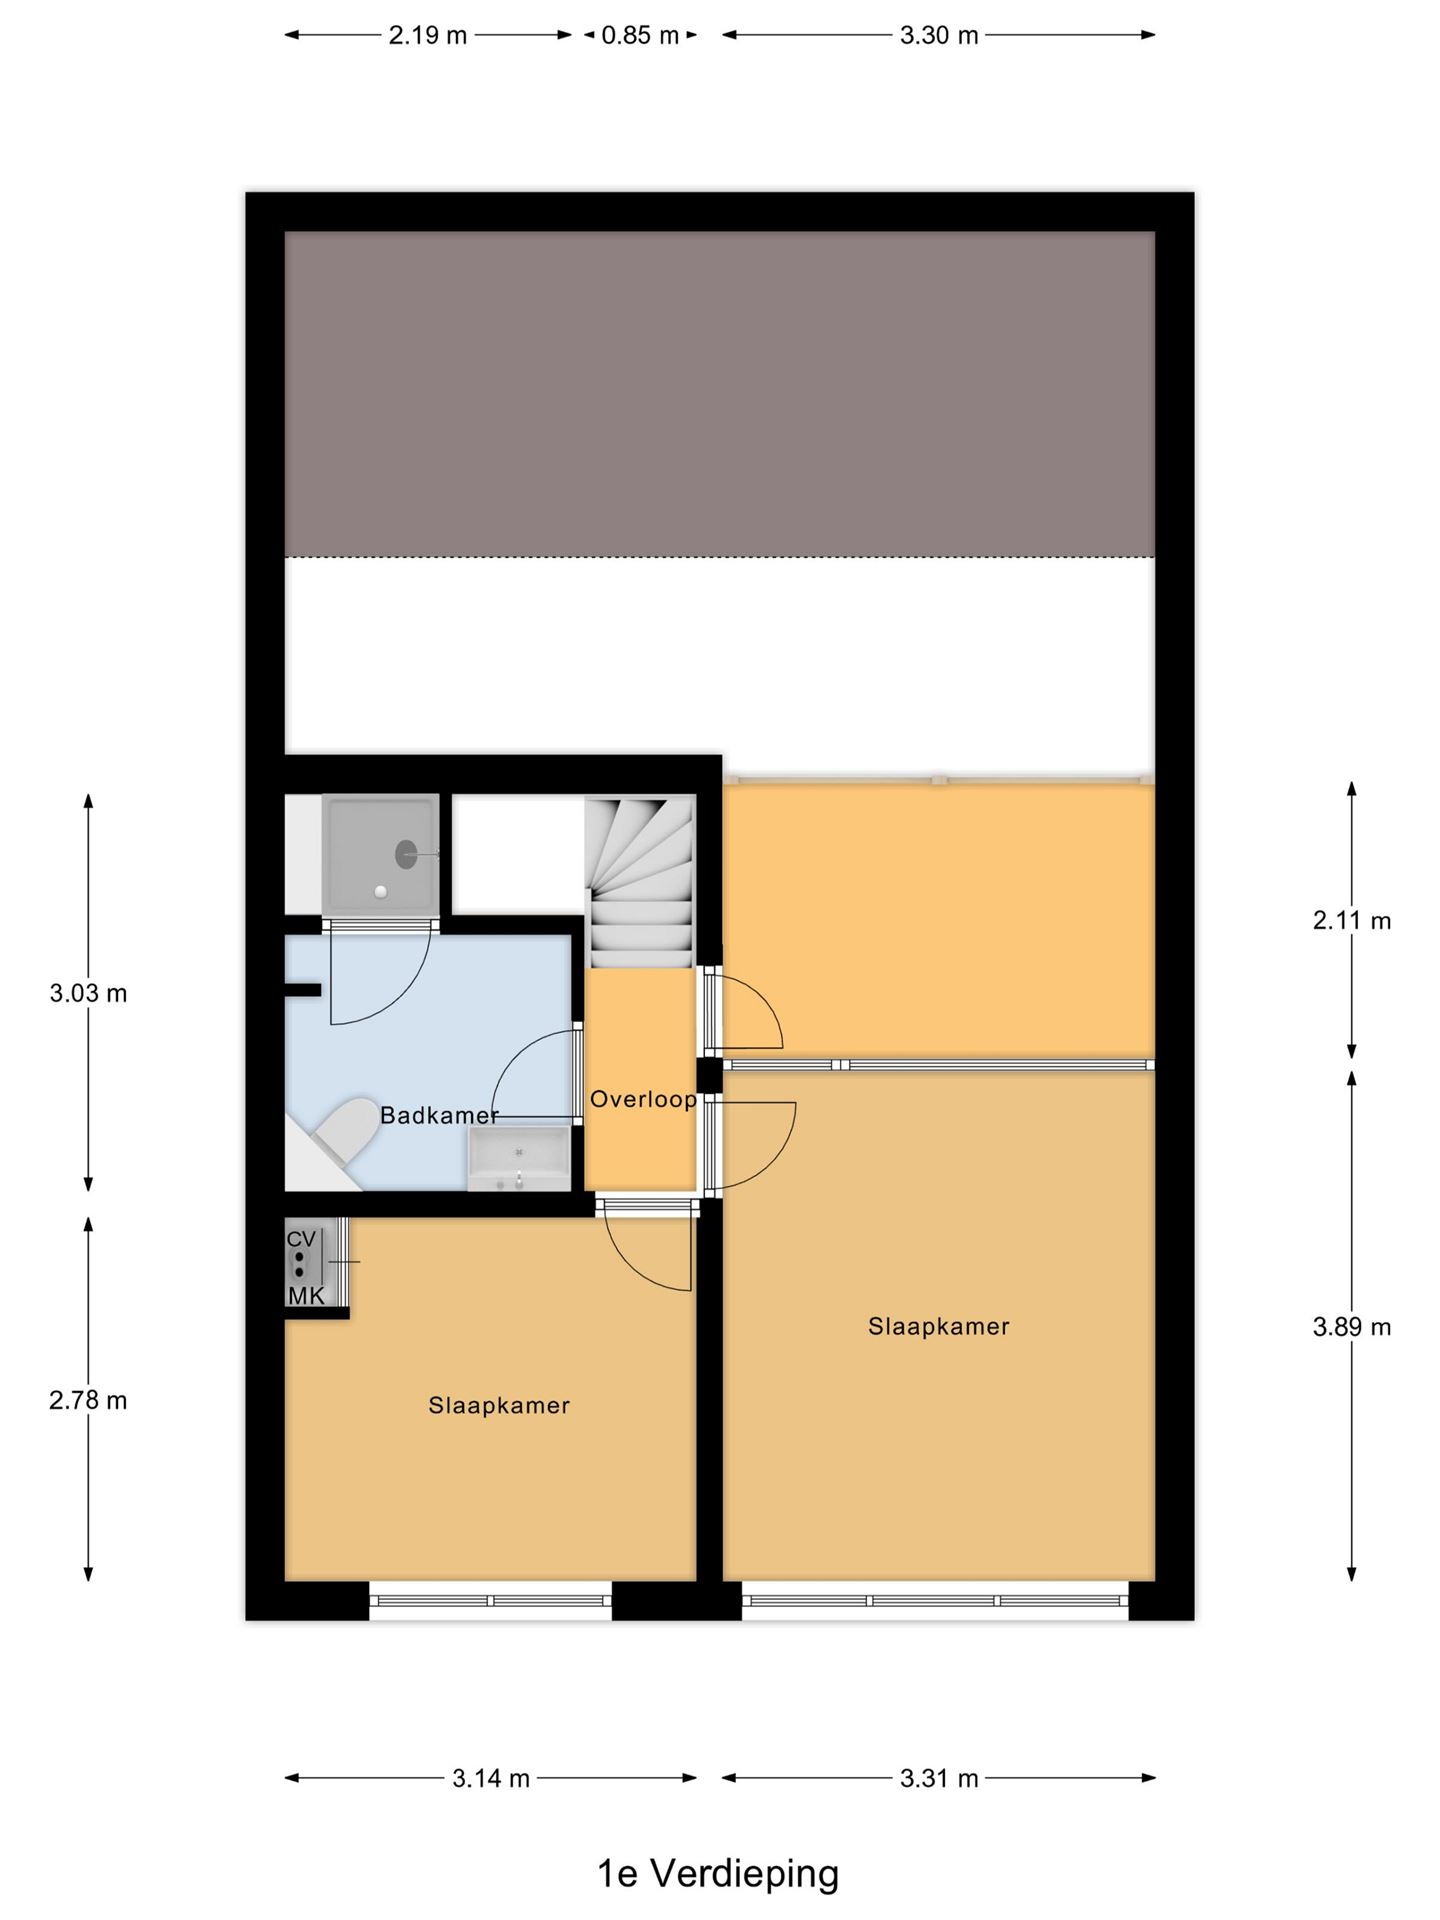 2.19 m
0.85 m
3.30 m
3.03 m
2.11 m
Overloop
Badkamer
CV
MK
Slaapkamer
3.89 m
2.78 m
Slaapkamer
3.14 m
3.31 m
1e Verdieping